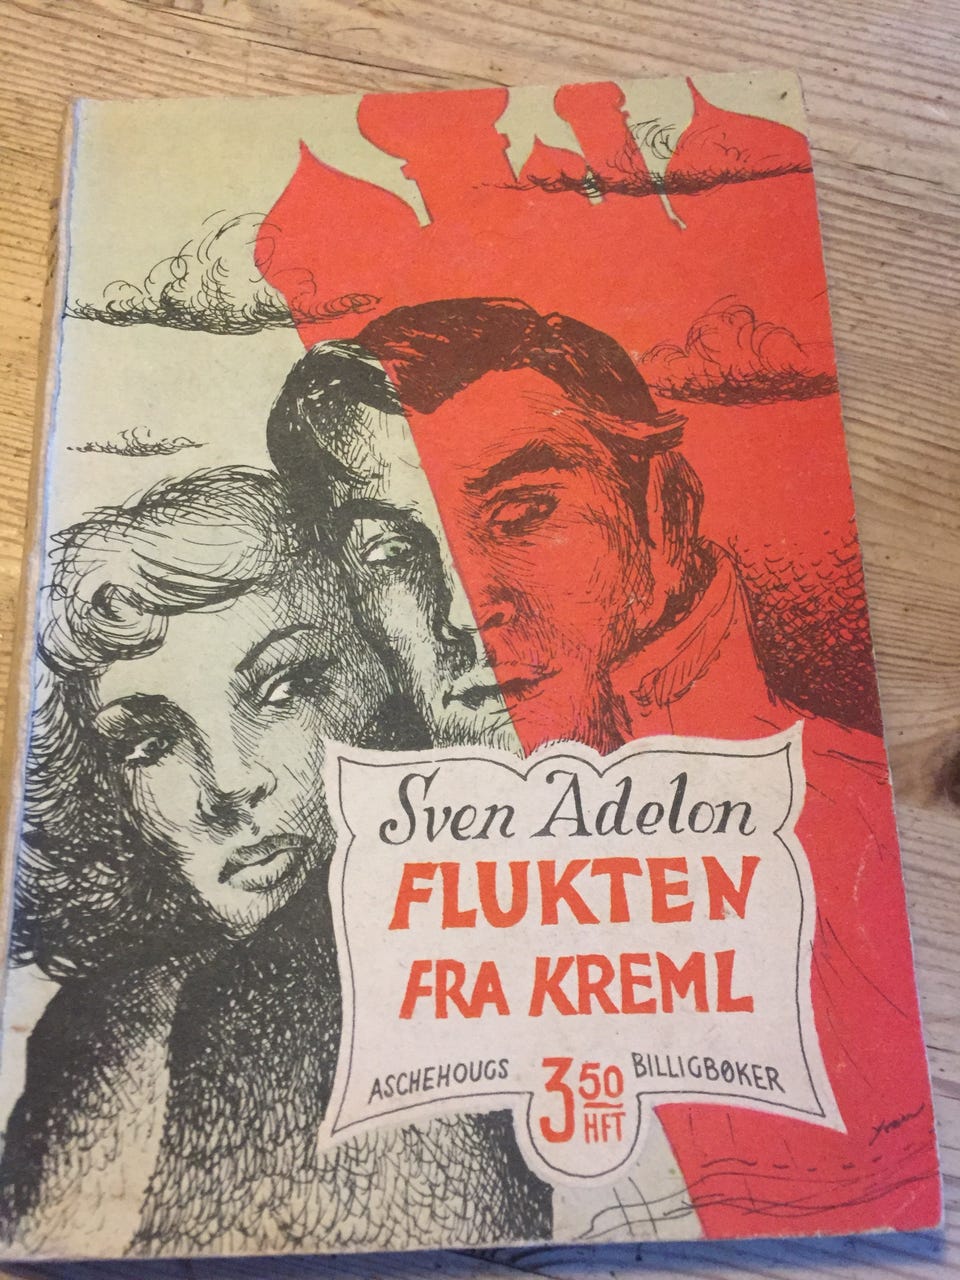 Sven Adelon
FLUKTEN
FRA KREML
ASCHEHOUGS 3 50 HFT BILLIGBØKER